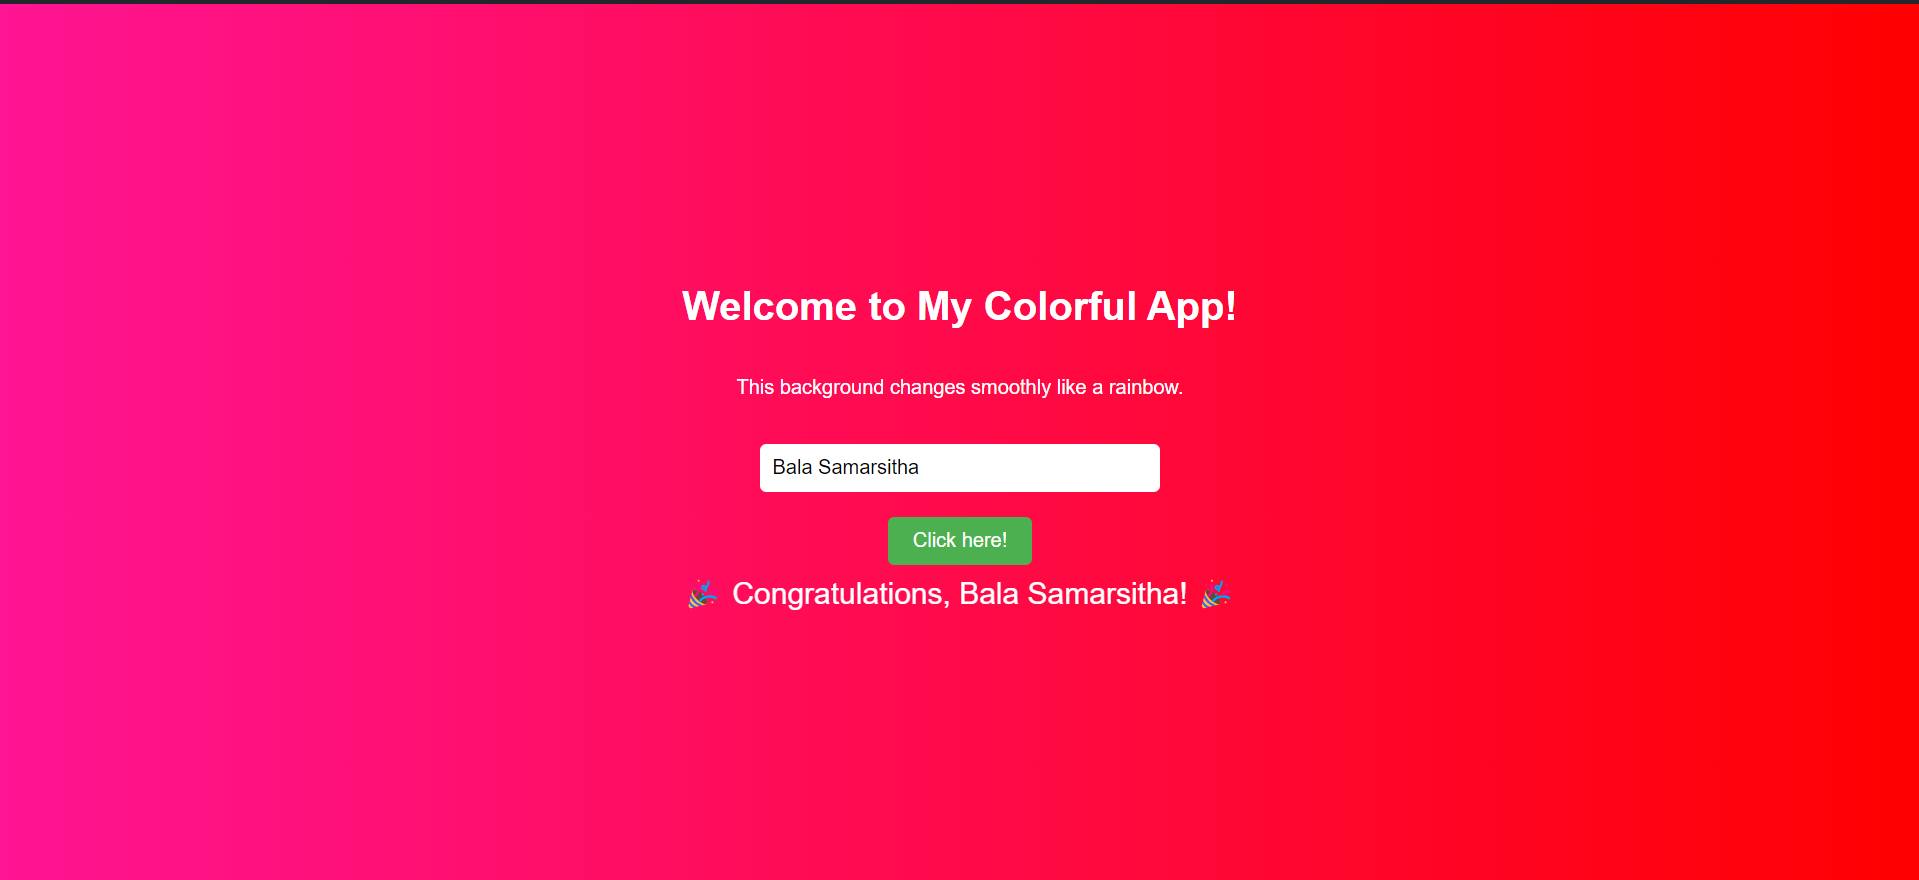 Welcome to My Colorful App!
This background changes smoothly like a rainbow.
Bala Samarsitha
Click here!
🎉 Congratulations, Bala Samarsitha! 🎉